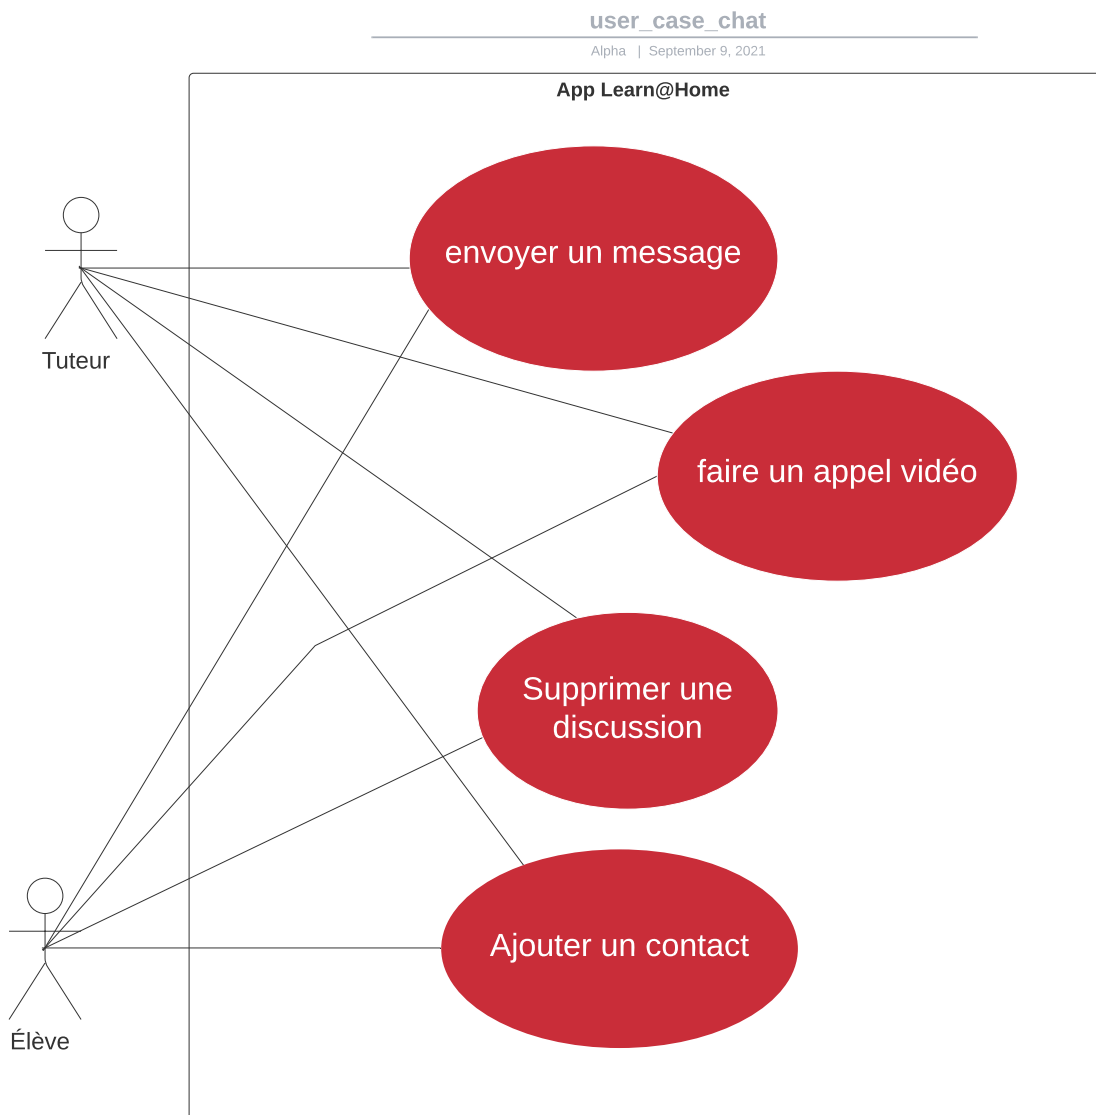 user_case_chat
Alpha | September 9, 2021
App Learn@Home
envoyer un message
Tuteur
faire un appel vidéo
Supprimer une
discussion
Ajouter un contact
Élève